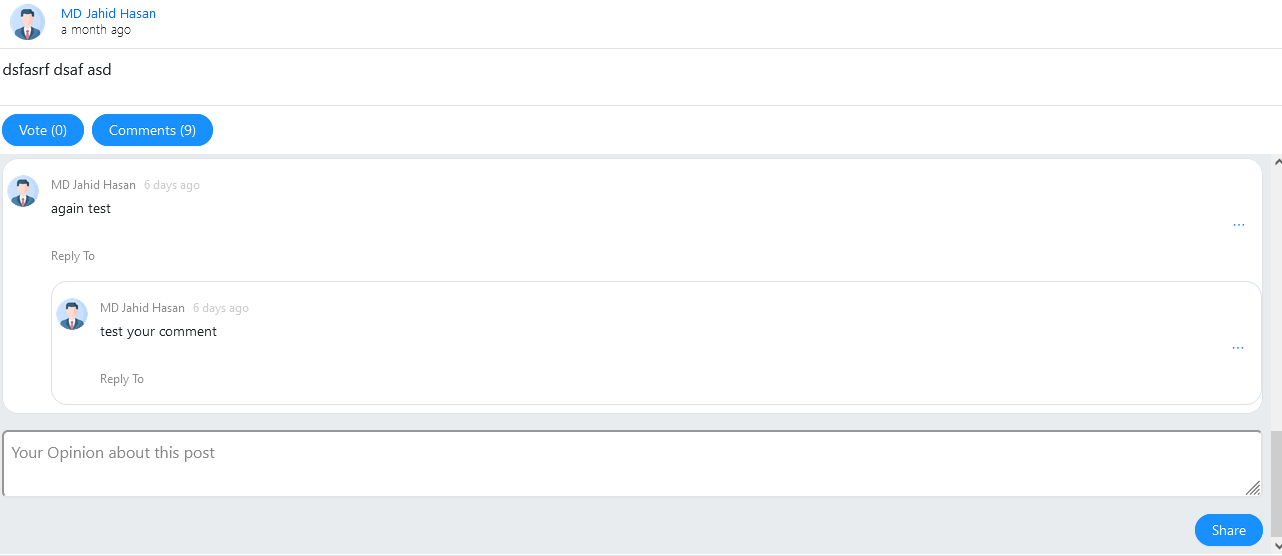 MD Jahid Hasan
a month ago
dsfasrf dsaf asd
Vote (0) Comments (9)
MD Jahid Hasan 6 days ago
again test
...
Reply To
MD Jahid Hasan 6 days ago
test your comment
...
Reply To
Your Opinion about this post
Share